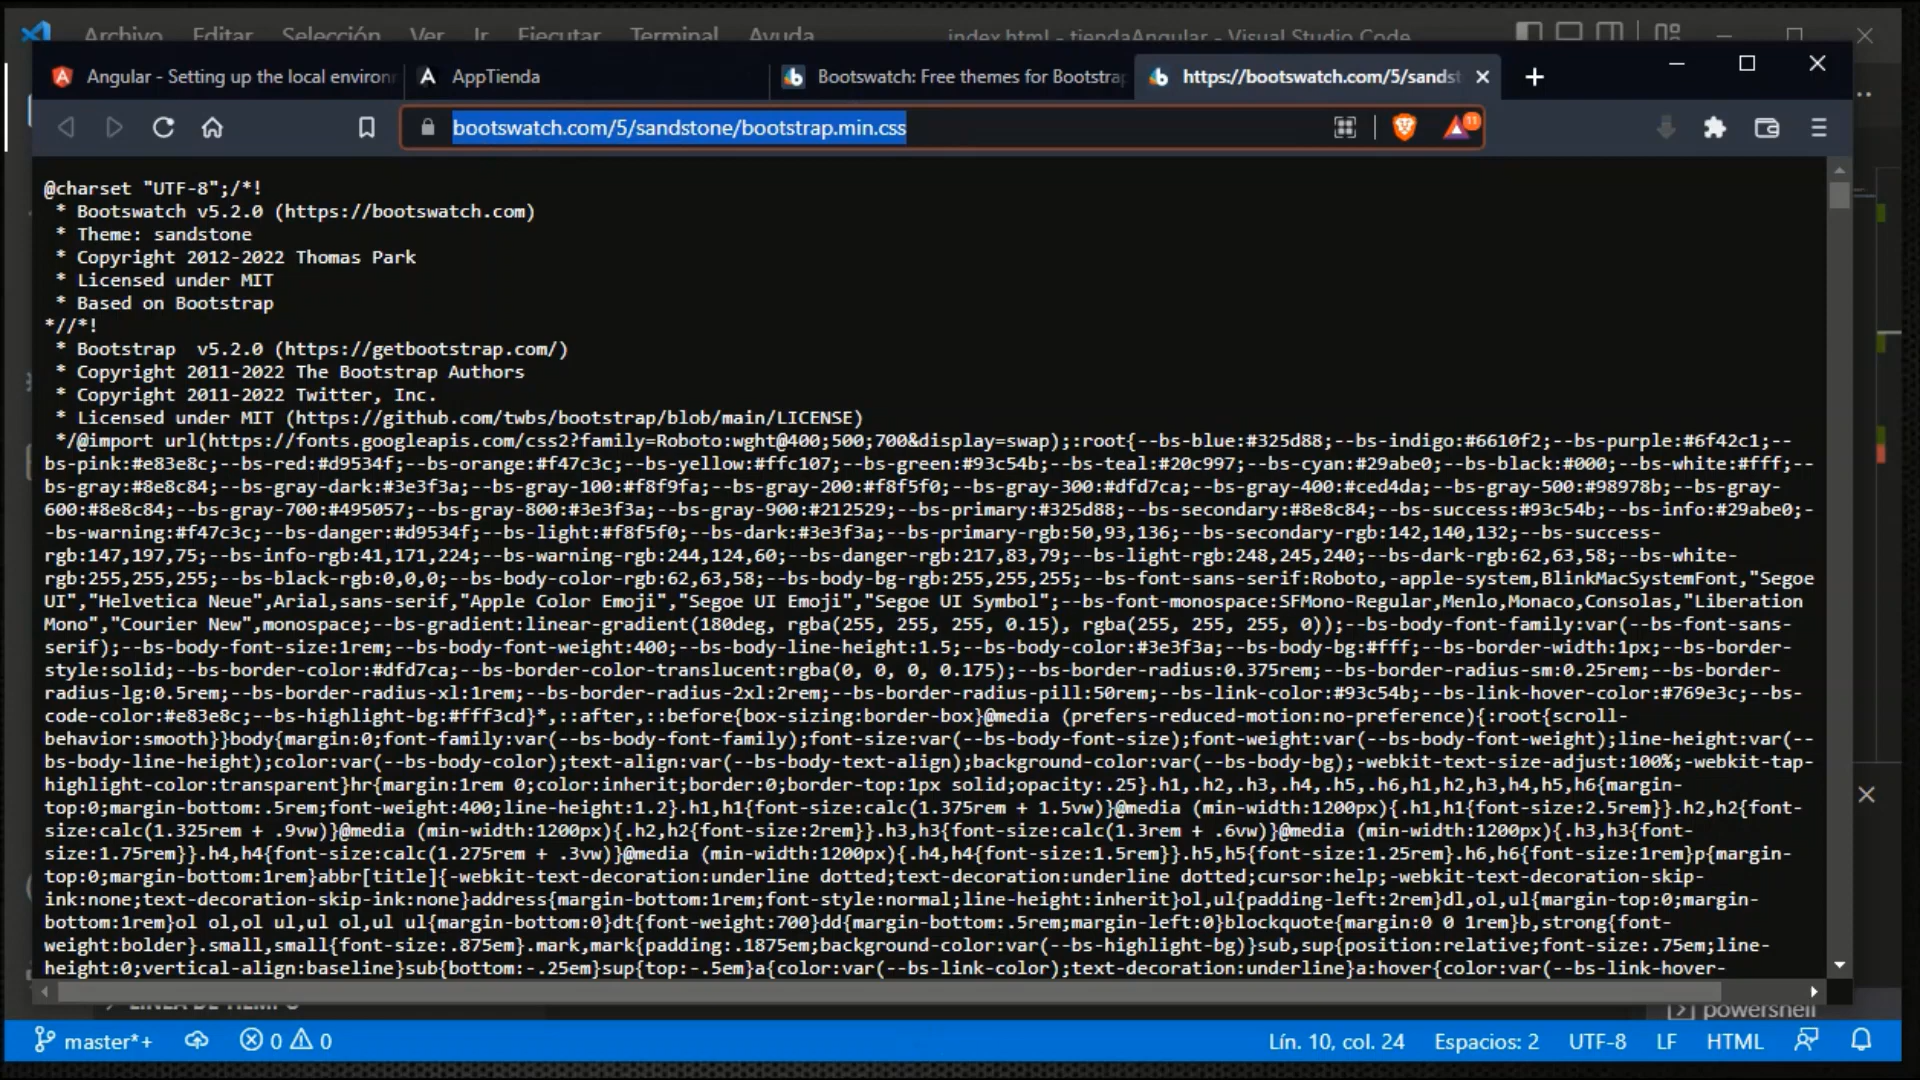 Archivo Editar Selección Ver Ir Ejecutar Terminal Ayuda index.html - tiendaAngular - Visual Studio Code
Angular - Setting up the local environ
AppTienda
Bootswatch: Free themes for Bootstrap
https://bootswatch.com/5/sandst
bootswatch.com/5/sandstone/bootstrap.min.css
11
@charset "UTF-8";/*!
* Bootswatch v5.2.0 (https://bootswatch.com)
* Theme: sandstone
* Copyright 2012-2022 Thomas Park
* Licensed under MIT
* Based on Bootstrap
*//*!
* Bootstrap  v5.2.0 (https://getbootstrap.com/)
* Copyright 2011-2022 The Bootstrap Authors
* Copyright 2011-2022 Twitter, Inc.
* Licensed under MIT (https://github.com/twbs/bootstrap/blob/main/LICENSE)
*/@import url(https://fonts.googleapis.com/css2?family=Roboto:wght@400;500;700&display=swap);:root{--bs-blue:#325d88;--bs-indigo:#6610f2;--bs-purple:#6f42c1;--
bs-pink:#e83e8c;--bs-red:#d9534f;--bs-orange:#f47c3c;--bs-yellow:#ffc107;--bs-green:#93c54b;--bs-teal:#20c997;--bs-cyan:#29abe0;--bs-black:#000;--bs-white:#fff;--
bs-gray:#8e8c84;--bs-gray-dark:#3e3f3a;--bs-gray-100:#f8f9fa;--bs-gray-200:#f8f5f0;--bs-gray-300:#dfd7ca;--bs-gray-400:#ced4da;--bs-gray-500:#98978b;--bs-gray-
600:#8e8c84;--bs-gray-700:#495057;--bs-gray-800:#3e3f3a;--bs-gray-900:#212529;--bs-primary:#325d88;--bs-secondary:#8e8c84;--bs-success:#93c54b;--bs-info:#29abe0;-
-bs-warning:#f47c3c;--bs-danger:#d9534f;--bs-light:#f8f5f0;--bs-dark:#3e3f3a;--bs-primary-rgb:50,93,136;--bs-secondary-rgb:142,140,132;--bs-success-
rgb:147,197,75;--bs-info-rgb:41,171,224;--bs-warning-rgb:244,124,60;--bs-danger-rgb:217,83,79;--bs-light-rgb:248,245,240;--bs-dark-rgb:62,63,58;--bs-white-
rgb:255,255,255;--bs-black-rgb:0,0,0;--bs-body-color-rgb:62,63,58;--bs-body-bg-rgb:255,255,255;--bs-font-sans-serif:Roboto,-apple-system,BlinkMacSystemFont,"Segoe
UI","Helvetica Neue",Arial,sans-serif,"Apple Color Emoji","Segoe UI Emoji","Segoe UI Symbol";--bs-font-monospace:SFMono-Regular,Menlo,Monaco,Consolas,"Liberation
Mono","Courier New",monospace;--bs-gradient:linear-gradient(180deg, rgba(255, 255, 255, 0.15), rgba(255, 255, 255, 0));--bs-body-font-family:var(--bs-font-sans-
serif);--bs-body-font-size:1rem;--bs-body-font-weight:400;--bs-body-line-height:1.5;--bs-body-color:#3e3f3a;--bs-body-bg:#fff;--bs-border-width:1px;--bs-border-
style:solid;--bs-border-color:#dfd7ca;--bs-border-color-translucent:rgba(0, 0, 0, 0.175);--bs-border-radius:0.375rem;--bs-border-radius-sm:0.25rem;--bs-border-
radius-lg:0.5rem;--bs-border-radius-xl:1rem;--bs-border-radius-2xl:2rem;--bs-border-radius-pill:50rem;--bs-link-color:#93c54b;--bs-link-hover-color:#769e3c;--bs-
code-color:#e83e8c;--bs-highlight-bg:#fff3cd}*,::after,::before{box-sizing:border-box}@media (prefers-reduced-motion:no-preference){:root{scroll-
behavior:smooth}}body{margin:0;font-family:var(--bs-body-font-family);font-size:var(--bs-body-font-size);font-weight:var(--bs-body-font-weight);line-height:var(--
bs-body-line-height);color:var(--bs-body-color);text-align:var(--bs-body-text-align);background-color:var(--bs-body-bg);-webkit-text-size-adjust:100%;-webkit-tap-
highlight-color:transparent}hr{margin:1rem 0;color:inherit;border:0;border-top:1px solid;opacity:.25}.h1,.h2,.h3,.h4,.h5,.h6,h1,h2,h3,h4,h5,h6{margin-
top:0;margin-bottom:.5rem;font-weight:400;line-height:1.2}.h1,h1{font-size:calc(1.375rem + 1.5vw)}@media (min-width:1200px){.h1,h1{font-size:2.5rem}}.h2,h2{font-
size:calc(1.325rem + .9vw)}@media (min-width:1200px){.h2,h2{font-size:2rem}}.h3,h3{font-size:calc(1.3rem + .6vw)}@media (min-width:1200px){.h3,h3{font-
size:1.75rem}}.h4,h4{font-size:calc(1.275rem + .3vw)}@media (min-width:1200px){.h4,h4{font-size:1.5rem}}.h5,h5{font-size:1.25rem}.h6,h6{font-size:1rem}p{margin-
top:0;margin-bottom:1rem}abbr[title]{-webkit-text-decoration:underline dotted;text-decoration:underline dotted;cursor:help;-webkit-text-decoration-skip-
ink:none;text-decoration-skip-ink:none}address{margin-bottom:1rem;font-style:normal;line-height:inherit}ol,ul{padding-left:2rem}dl,ol,ul{margin-top:0;margin-
bottom:1rem}ol ol,ol ul,ul ol,ul ul{margin-bottom:0}dt{font-weight:700}dd{margin-bottom:.5rem;margin-left:0}blockquote{margin:0 0 1rem}b,strong{font-
weight:bolder}.small,small{font-size:.875em}.mark,mark{padding:.1875em;background-color:var(--bs-highlight-bg)}sub,sup{position:relative;font-size:.75em;line-
height:0;vertical-align:baseline}sub{bottom:-.25em}sup{top:-.5em}a{color:var(--bs-link-color);text-decoration:underline}a:hover{color:var(--bs-link-hover-
LÍNEA DE TIEMPO
powershell
master*+ 0 0 Lín. 10, col. 24 Espacios: 2 UTF-8 LF HTML